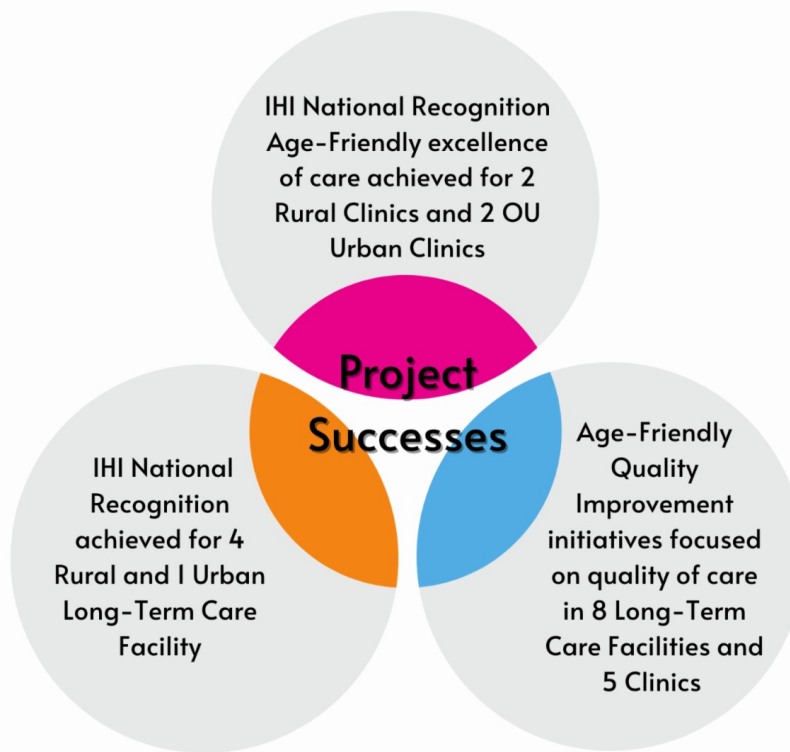 IHI National Recognition
Age-Friendly excellence
of care achieved for 2
Rural Clinics and 2 OU
Urban Clinics
Project
Successes
IHI National
Recognition
achieved for 4
Rural and 1 Urban
Long-Term Care
Facility
Age-Friendly
Quality
Improvement
initiatives focused
on quality of care
in 8 Long-Term
Care Facilities and
5 Clinics